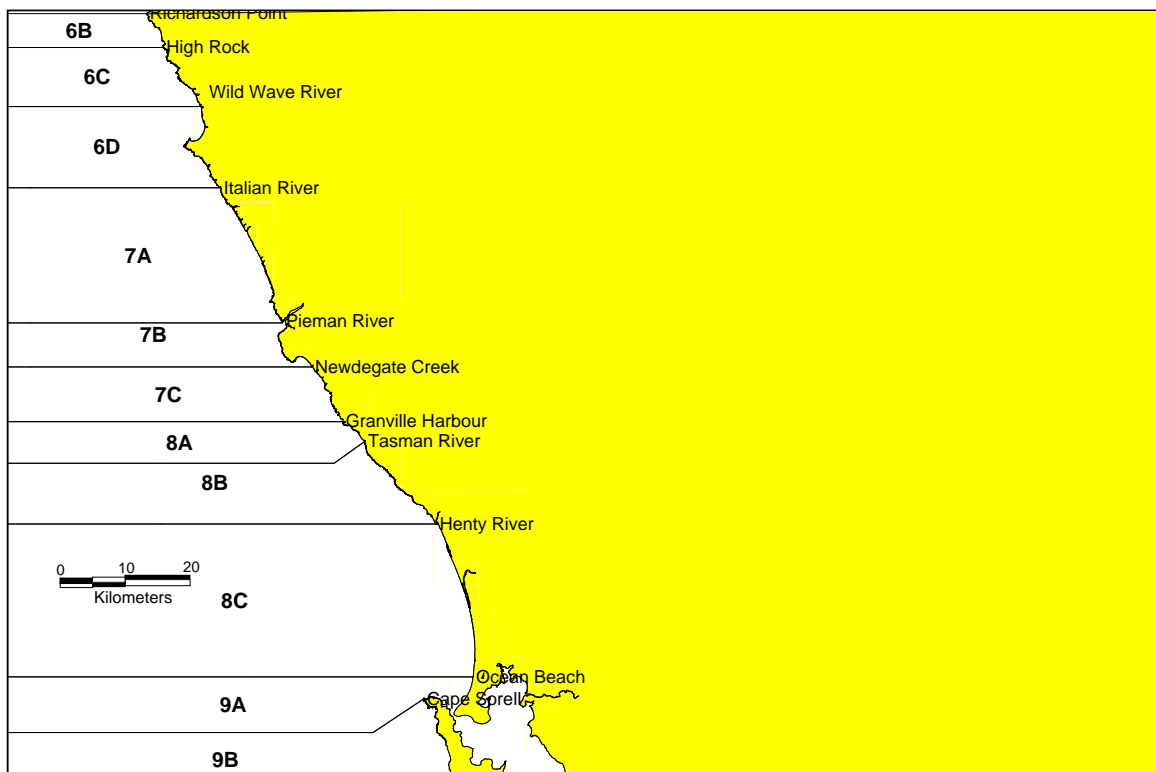 Richardson Point
6B
High Rock
6C
Wild Wave River
6D
Italian River
7A
Pieman River
7B
Newdegate Creek
7C
Granville Harbour
8A
Tasman River
8B
Henty River
0 10 20
Kilometers
8C
Ocean Beach
Cape Sorell
9A
9B